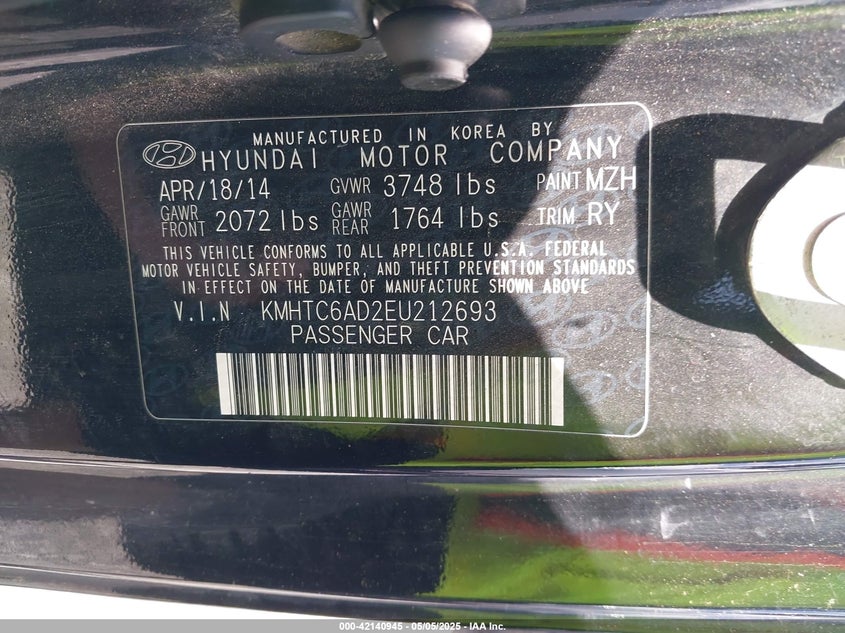 MANUFACTURED IN KOREA BY
HYUNDAI MOTOR COMPANY
APR/18/14 GVWR 3748 lbs PAINT MZH
GAWR FRONT 2072 lbs GAWR REAR 1764 lbs TRIM RY
THIS VEHICLE CONFORMS TO ALL APPLICABLE U.S.A. FEDERAL
MOTOR VEHICLE SAFETY, BUMPER, AND THEFT PREVENTION STANDARDS
IN EFFECT ON THE DATE OF MANUFACTURE SHOWN ABOVE
V.I.N KMHTC6AD2EU212693
PASSENGER CAR
000-42140945 - 05/05/2025 - IAA Inc.